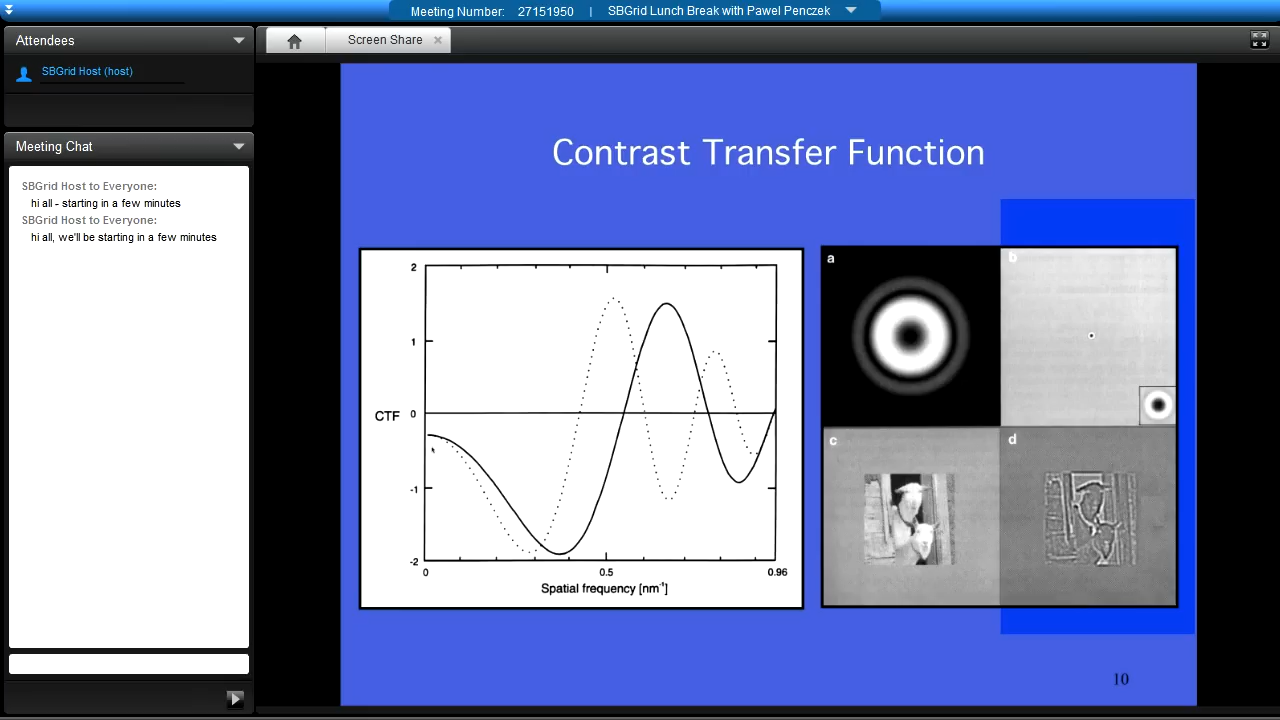 Meeting Number: 27151950 | SBGrid Lunch Break with Pawel Penczek
Attendees
SBGrid Host (host)
Meeting Chat
SBGrid Host to Everyone:
hi all - starting in a few minutes
SBGrid Host to Everyone:
hi all, we'll be starting in a few minutes
Screen Share
Contrast Transfer Function
2
1
CTF 0
-1
-2
0 0.5 0.96
Spatial frequency [nm⁻¹]
a b
c d
10